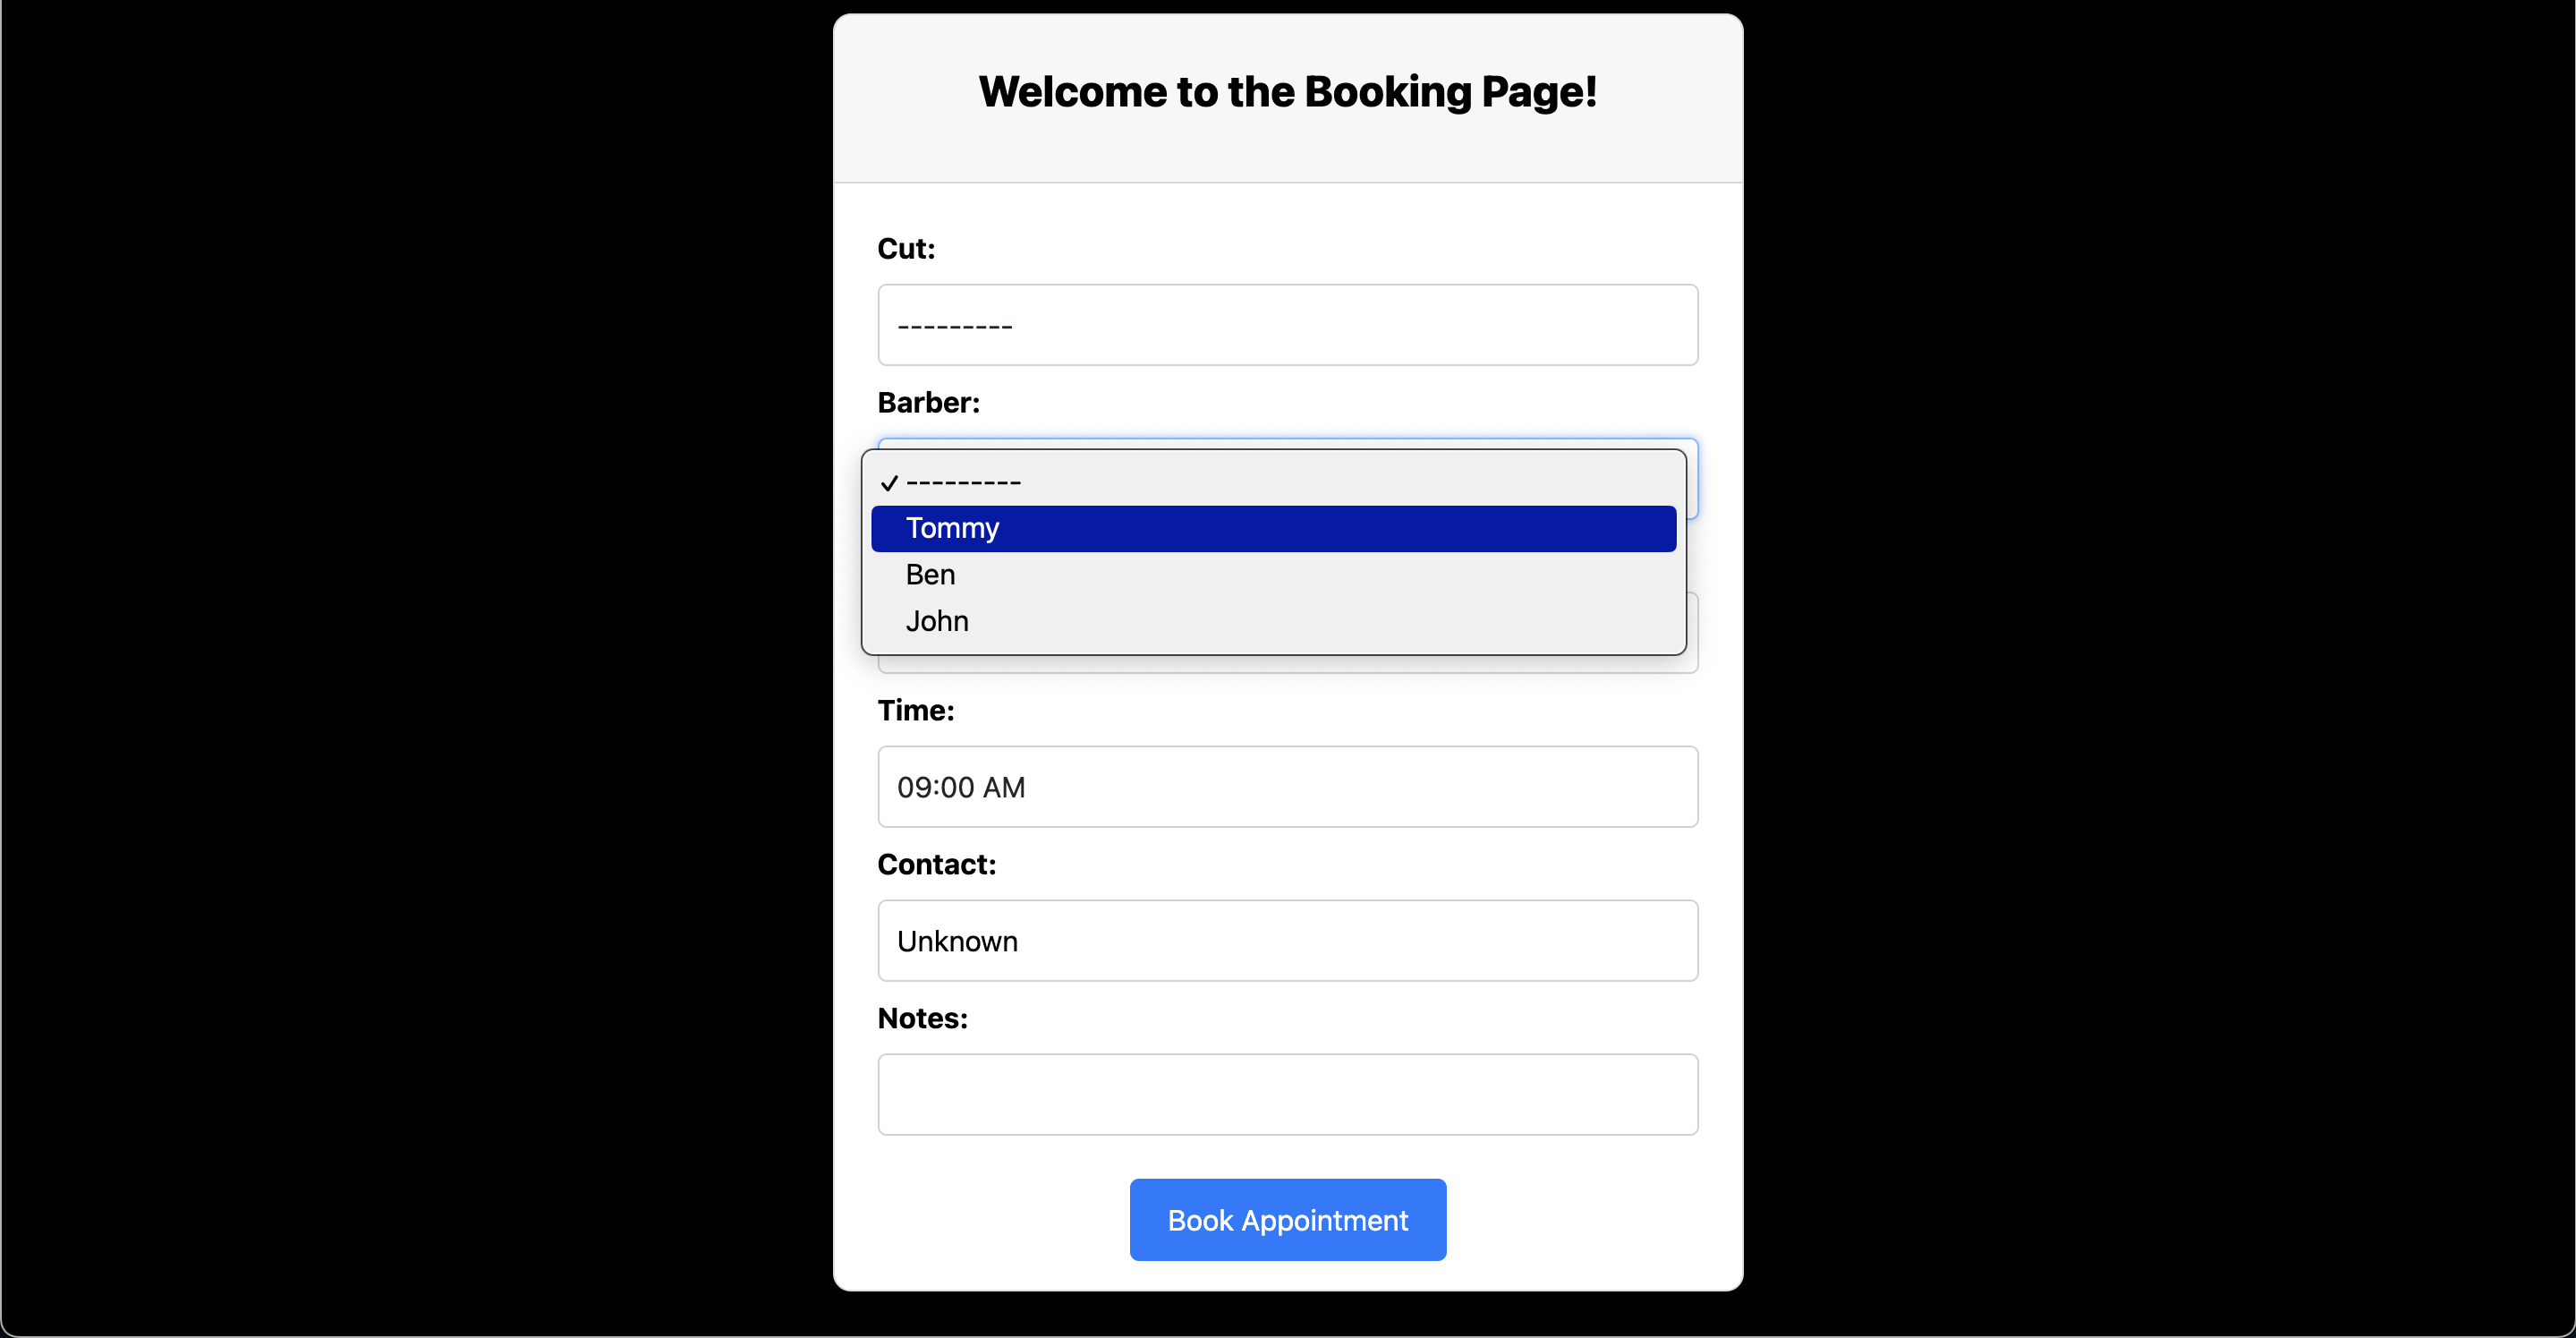 Welcome to the Booking Page!
Cut:
---------
Barber:
✓ ---------
Tommy
Ben
John
Time:
09:00 AM
Contact:
Unknown
Notes:
Book Appointment